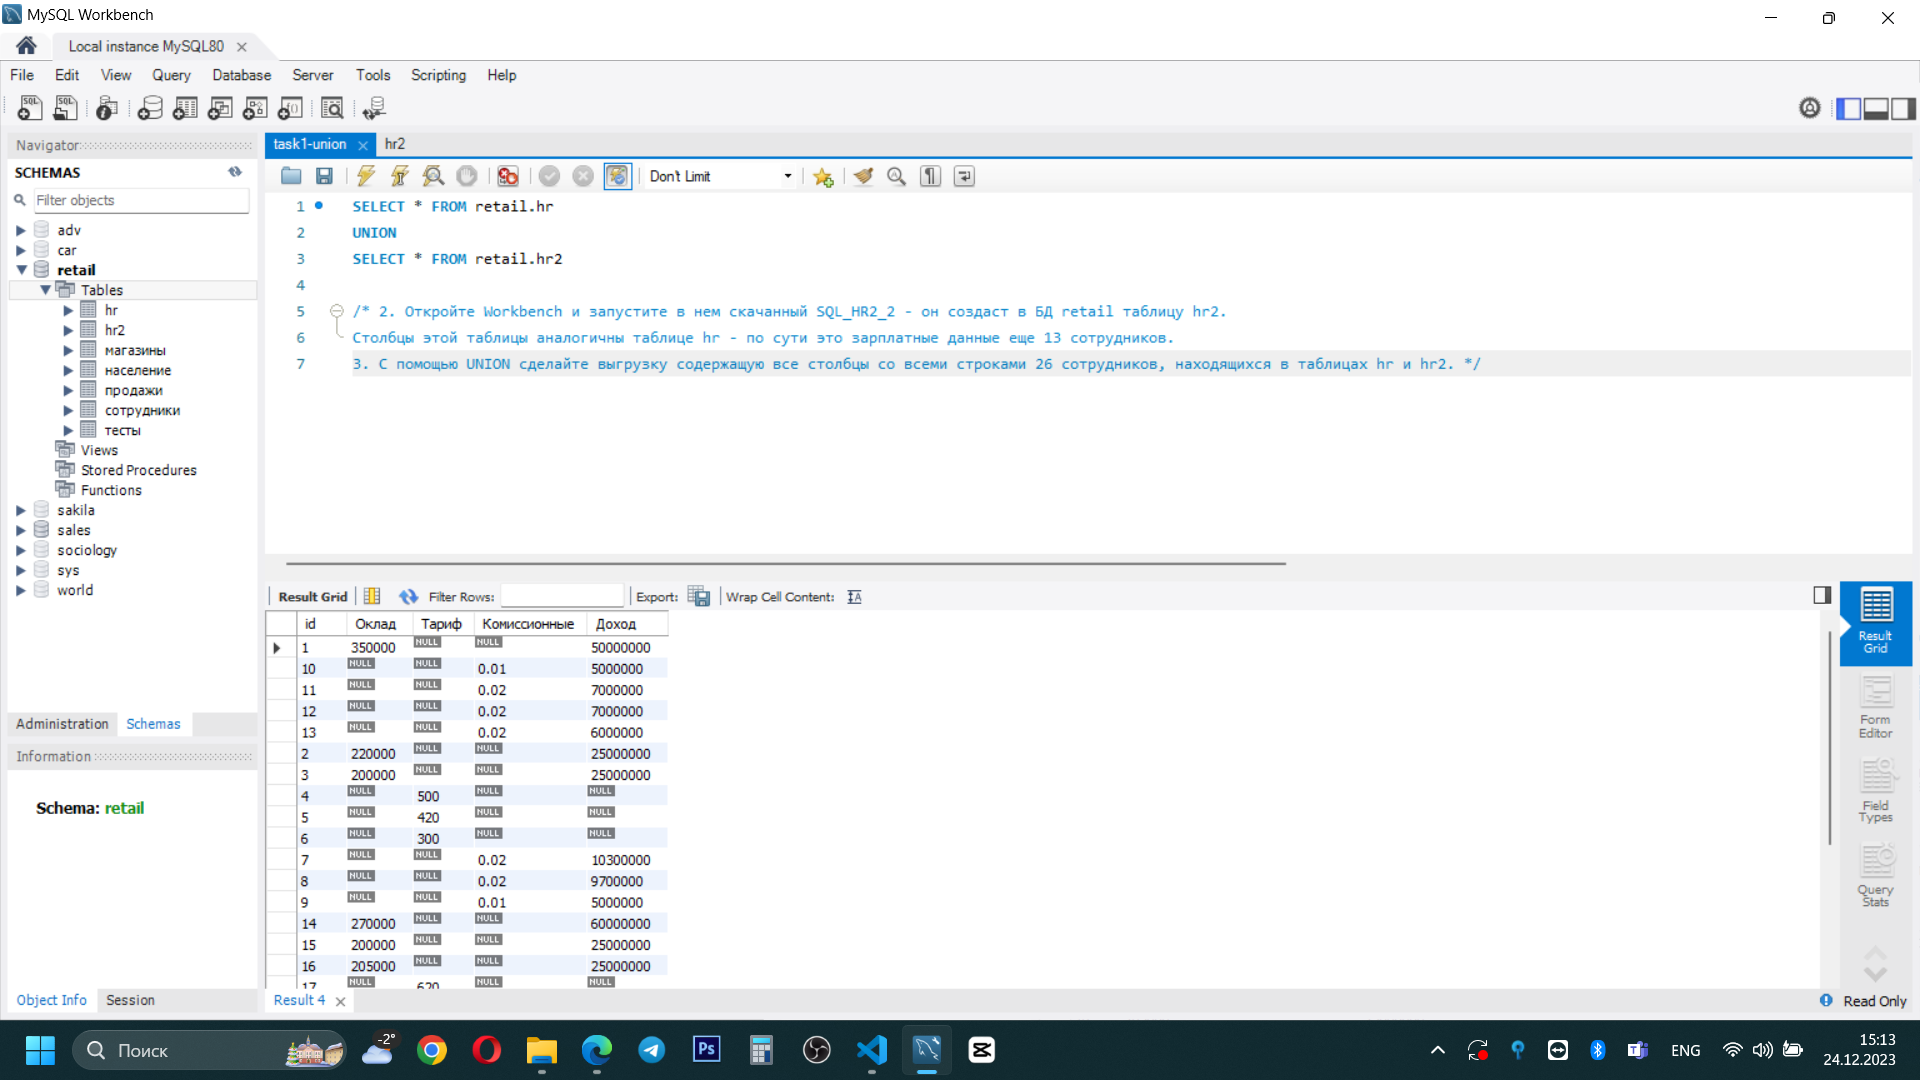 MySQL Workbench
Local instance MySQL80
File Edit View Query Database Server Tools Scripting Help
Navigator
SCHEMAS
Filter objects
adv
car
retail
Tables
hr
hr2
магазины
население
продажи
сотрудники
тесты
Views
Stored Procedures
Functions
sakila
sales
sociology
sys
world
Administration Schemas
Information
Schema: retail
Object Info Session
task1-union hr2
Don't Limit
1 SELECT * FROM retail.hr
2 UNION
3 SELECT * FROM retail.hr2
4
5 /* 2. Откройте Workbench и запустите в нем скачанный SQL_HR2_2 - он создаст в БД retail таблицу hr2.
6 Столбцы этой таблицы аналогичны таблице hr - по сути это зарплатные данные еще 13 сотрудников.
7 3. С помощью UNION сделайте выгрузку содержащую все столбцы со всеми строками 26 сотрудников, находящихся в таблицах hr и hr2. */
Result Grid Filter Rows: Export: Wrap Cell Content:
id Оклад Тариф Комиссионные Доход
1 350000 NULL NULL 50000000
10 NULL NULL 0.01 5000000
11 NULL NULL 0.02 7000000
12 NULL NULL 0.02 7000000
13 NULL NULL 0.02 6000000
2 220000 NULL NULL 25000000
3 200000 NULL NULL 25000000
4 NULL 500 NULL NULL
5 NULL 420 NULL NULL
6 NULL 300 NULL NULL
7 NULL NULL 0.02 10300000
8 NULL NULL 0.02 9700000
9 NULL NULL 0.01 5000000
14 270000 NULL NULL 60000000
15 200000 NULL NULL 25000000
16 205000 NULL NULL 25000000
17 NULL 620 NULL NULL
Result 4
Result
Grid
Form
Editor
Field
Types
Query
Stats
Read Only
Поиск
-2°
Ps
ENG
15:13
24.12.2023